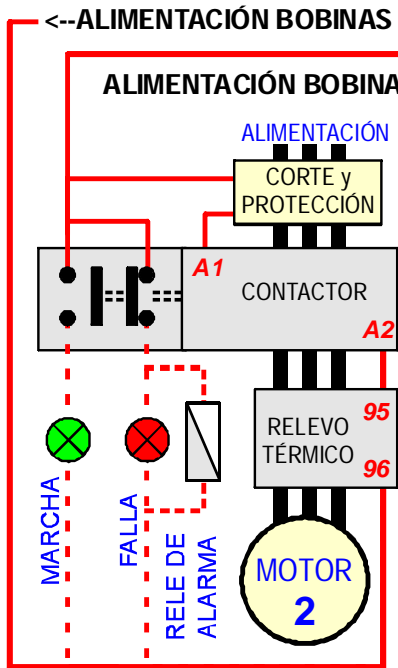 <--ALIMENTACIÓN BOBINAS
ALIMENTACIÓN BOBINA
ALIMENTACIÓN
CORTE y
PROTECCIÓN
A1
CONTACTOR
A2
95
RELEVO
TÉRMICO
96
MARCHA
FALLA
RELE DE
ALARMA
MOTOR
2